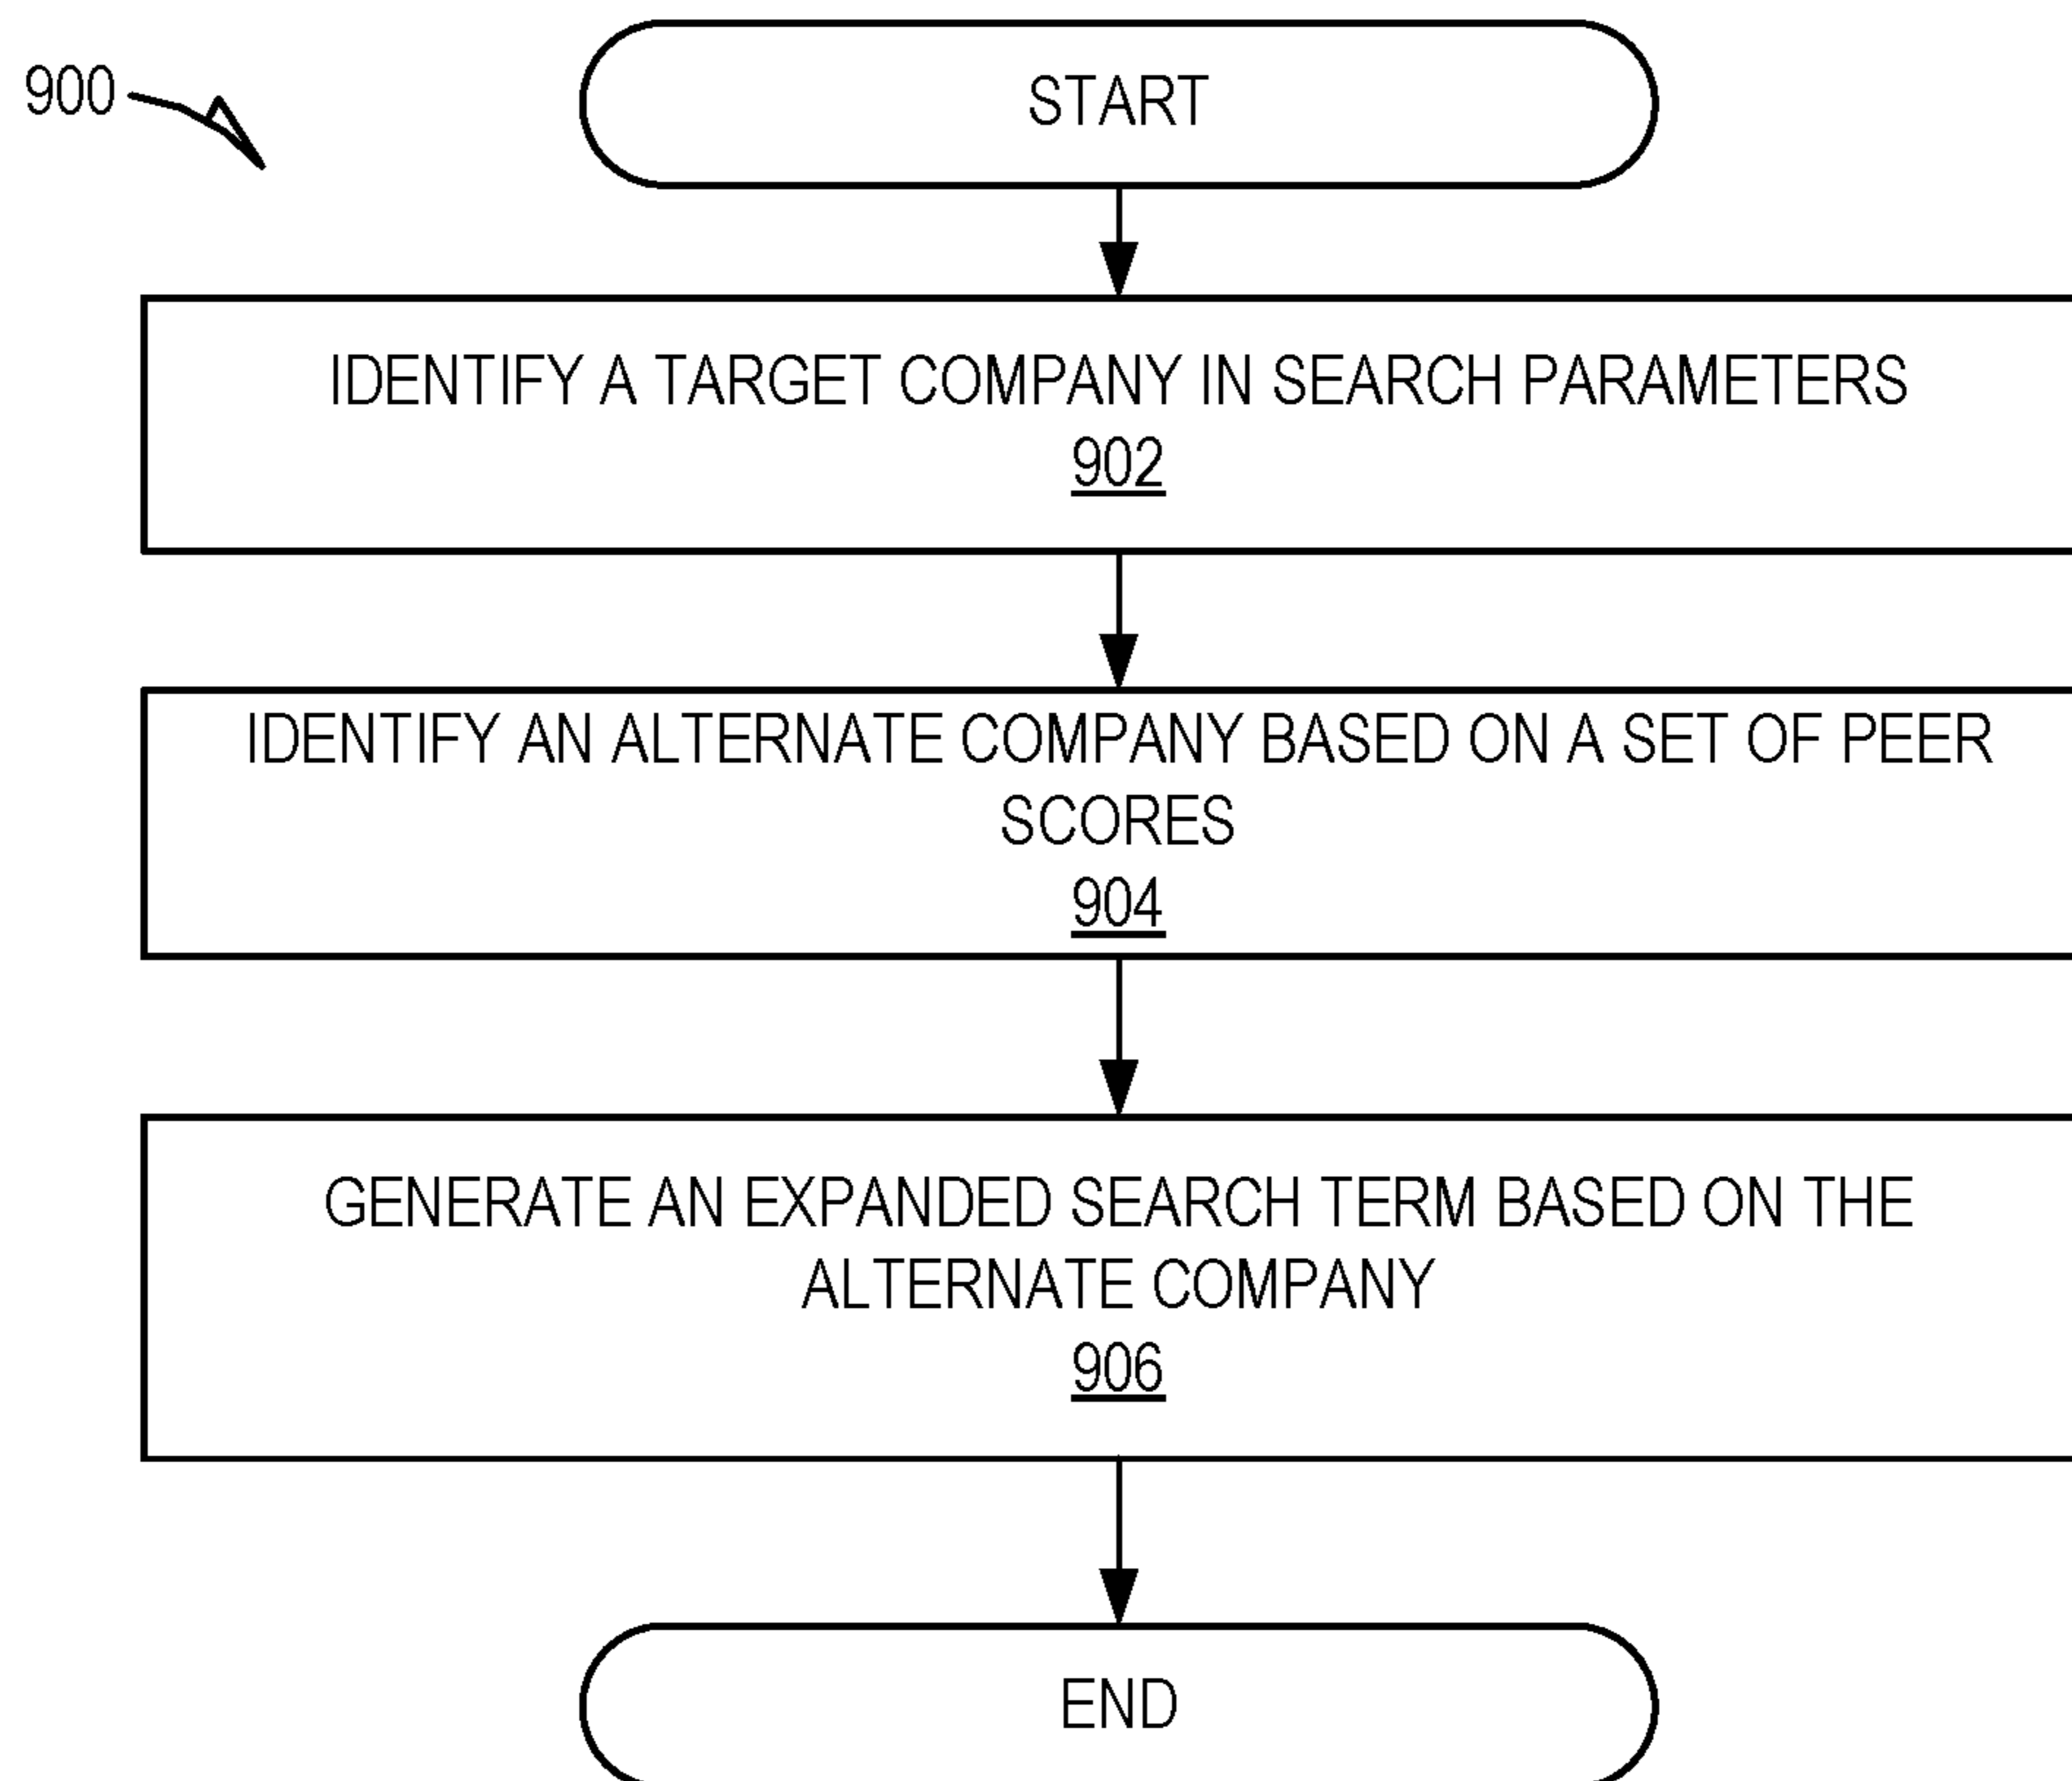 900
START
IDENTIFY A TARGET COMPANY IN SEARCH PARAMETERS
902
IDENTIFY AN ALTERNATE COMPANY BASED ON A SET OF PEER
SCORES
904
GENERATE AN EXPANDED SEARCH TERM BASED ON THE
ALTERNATE COMPANY
906
END